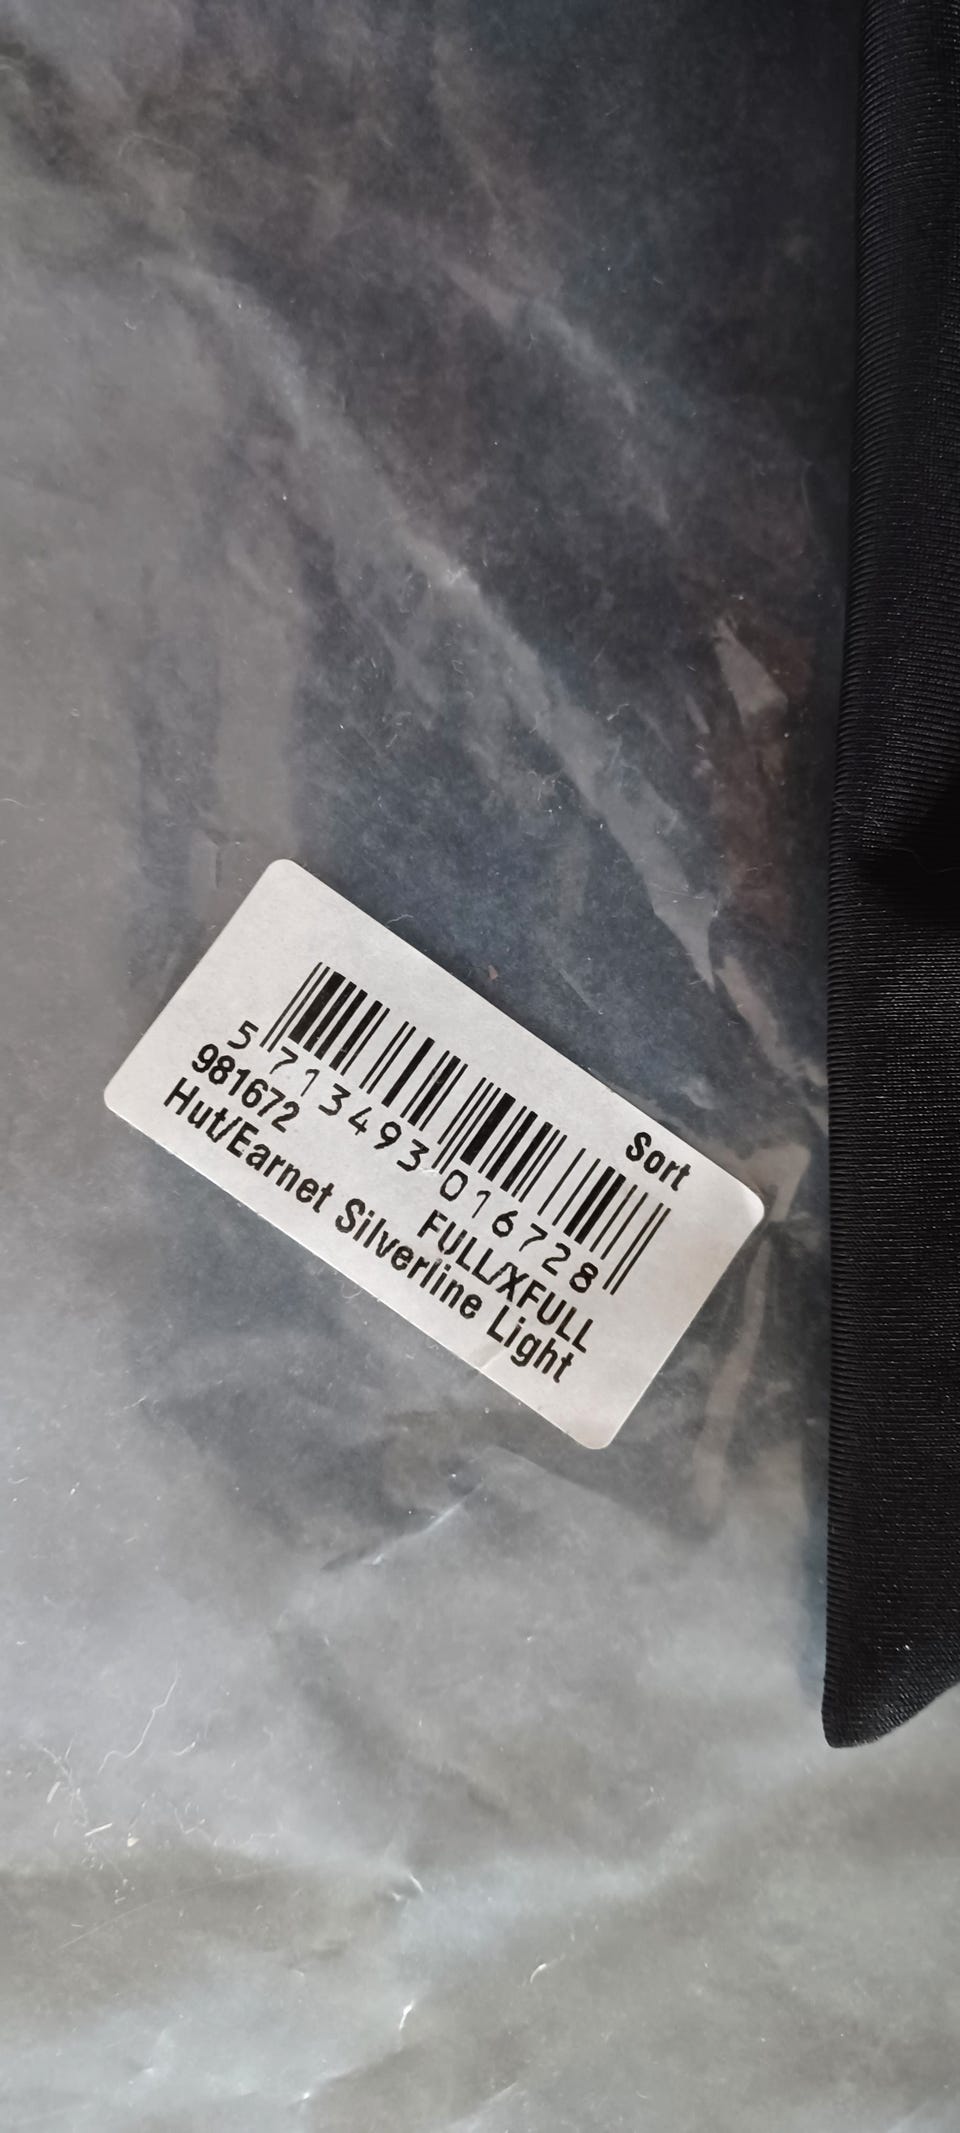 Sort
5 713493 016728
981672 FULL/XFULL
Hut/Earnet Silverline Light